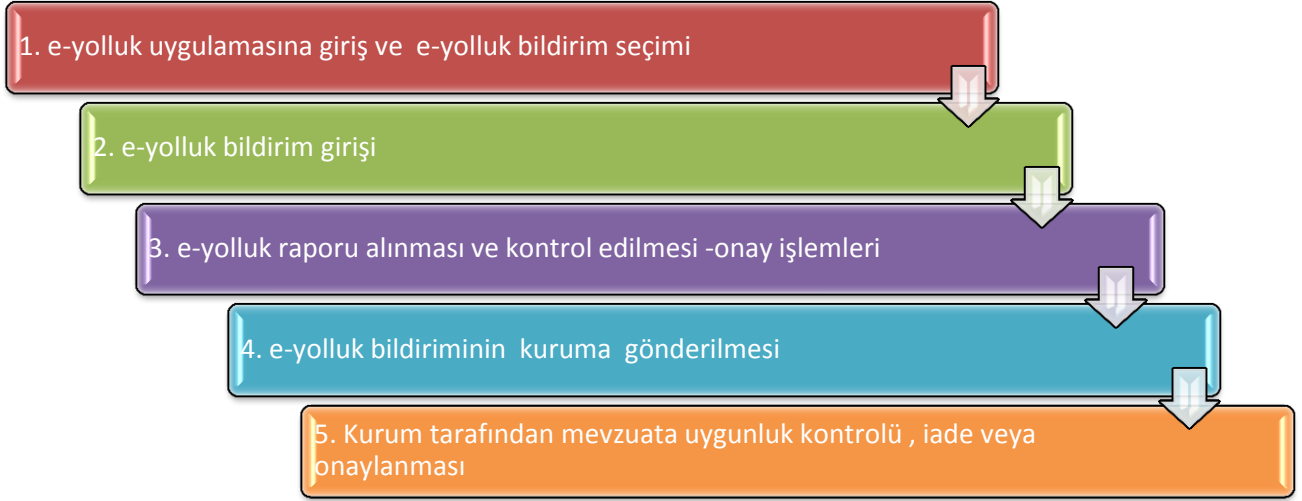 1. e-yolluk uygulamasına giriş ve e-yolluk bildirim seçimi
2. e-yolluk bildirim girişi
3. e-yolluk raporu alınması ve kontrol edilmesi -onay işlemleri
4. e-yolluk bildiriminin kuruma gönderilmesi
5. Kurum tarafından mevzuata uygunluk kontrolü , iade veya
onaylanması